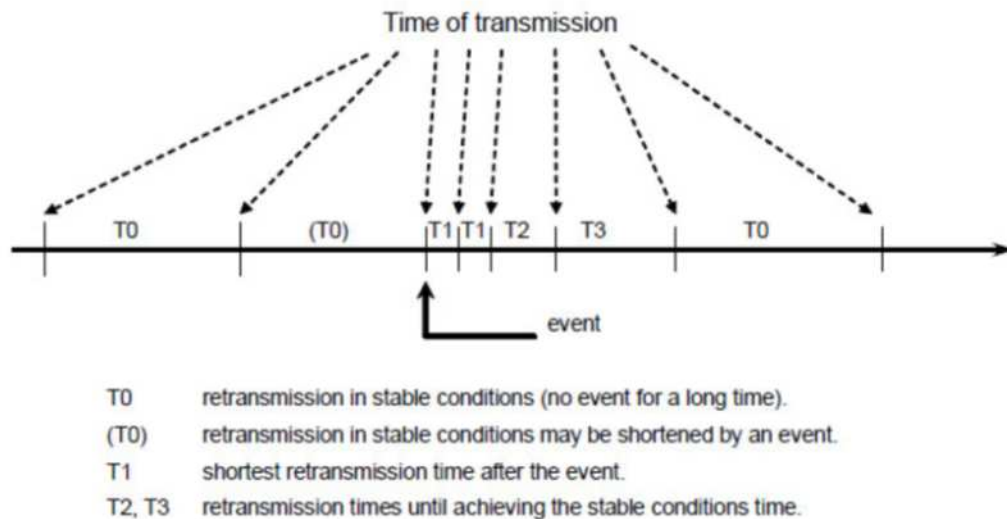 Time of transmission
T0 (T0) T1 T1 T2 T3 T0
event
T0 retransmission in stable conditions (no event for a long time).
(T0) retransmission in stable conditions may be shortened by an event.
T1 shortest retransmission time after the event.
T2, T3 retransmission times until achieving the stable conditions time.